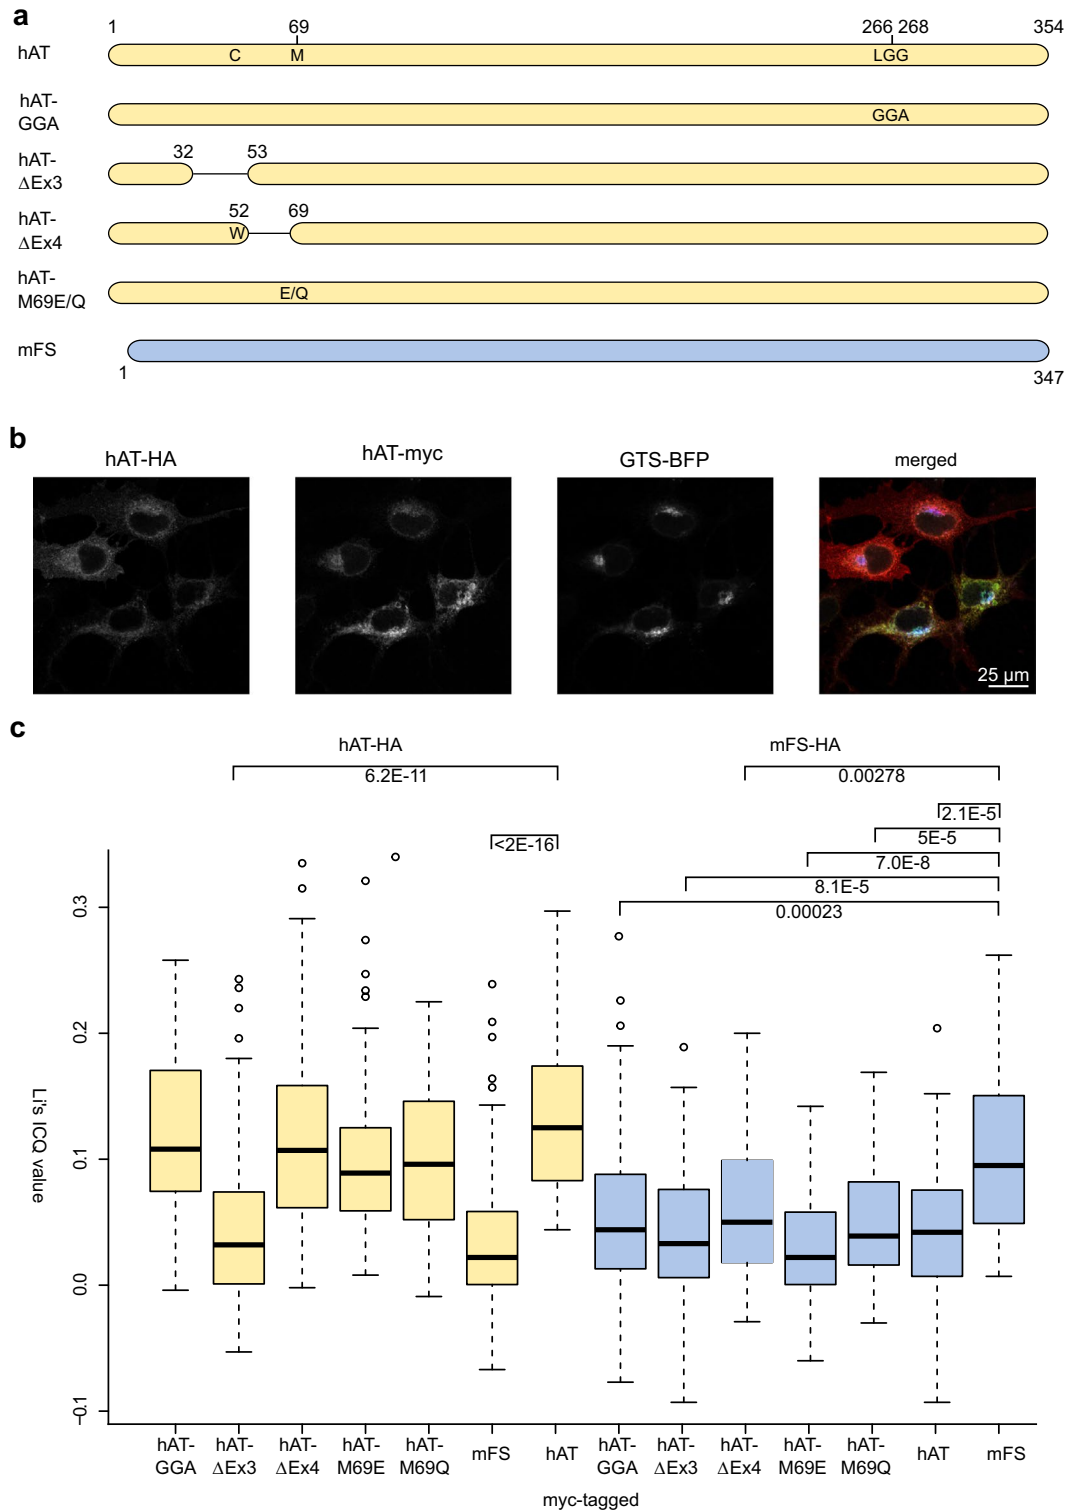 a
1 69 266 268 354
hAT C M LGG
hAT-
GGA GGA
hAT- 32 53
ΔEx3
hAT- 52 69
ΔEx4 W
hAT-
M69E/Q E/Q
mFS
1 347
b
hAT-HA hAT-myc GTS-BFP merged
25 µm
c
hAT-HA mFS-HA
6.2E-11 0.00278
2.1E-5
<2E-16 5E-5
7.0E-8
8.1E-5
0.00023
Li's ICQ value
0.3
0.2
0.1
0.0
−0.1
hAT- hAT- hAT- hAT- hAT- mFS hAT hAT- hAT- hAT- hAT- hAT- hAT mFS
GGA ΔEx3 ΔEx4 M69E M69Q GGA ΔEx3 ΔEx4 M69E M69Q
myc-tagged